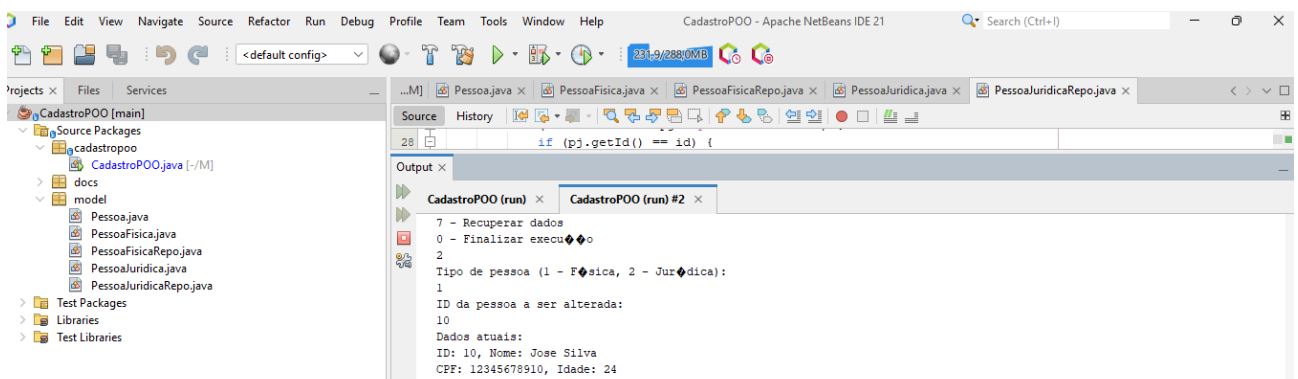 File Edit View Navigate Source Refactor Run Debug Profile Team Tools Window Help CadastroPOO - Apache NetBeans IDE 21 Search (Ctrl+I)
<default config> 231,9/288,0MB
Projects Files Services
...M] Pessoa.java PessoaFisica.java PessoaFisicaRepo.java PessoaJuridica.java PessoaJuridicaRepo.java
CadastroPOO [main]
Source Packages
cadastropoo
CadastroPOO.java [-/M]
docs
model
Pessoa.java
PessoaFisica.java
PessoaFisicaRepo.java
PessoaJuridica.java
PessoaJuridicaRepo.java
Test Packages
Libraries
Test Libraries
Source History
28 if (pj.getId() == id) {
Output
CadastroPOO (run) CadastroPOO (run) #2
7 - Recuperar dados
0 - Finalizar execu��o
2
Tipo de pessoa (1 - F�sica, 2 - Jur�dica):
1
ID da pessoa a ser alterada:
10
Dados atuais:
ID: 10, Nome: Jose Silva
CPF: 12345678910, Idade: 24